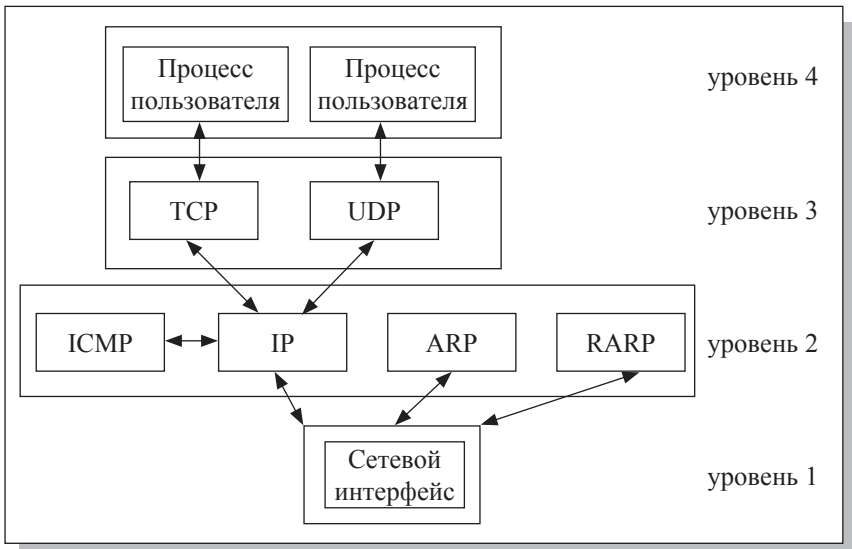 Процесс
пользователя
Процесс
пользователя
уровень 4
TCP
UDP
уровень 3
ICMP
IP
ARP
RARP
уровень 2
Сетевой
интерфейс
уровень 1